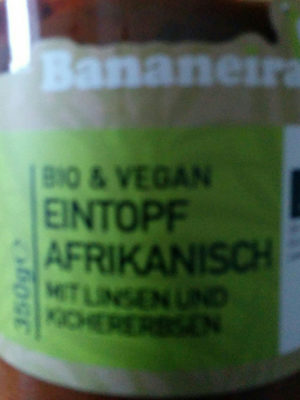 Bananeira
BIO & VEGAN
EINTOPF
AFRIKANISCH
MIT LINSEN UND
KICHERERBSEN
350g℮